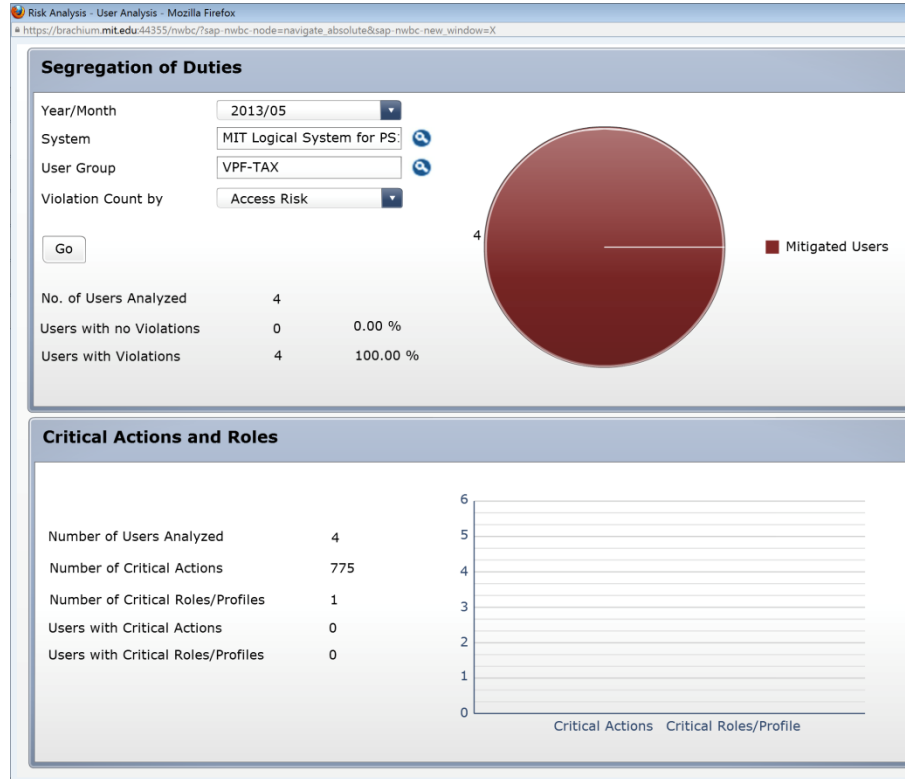 Risk Analysis - User Analysis - Mozilla Firefox
https://brachium.mit.edu:44355/nwbc/?sap-nwbc-node=navigate_absolute&sap-nwbc-new_window=X
Segregation of Duties
Year/Month 2013/05
System MIT Logical System for PS:
User Group VPF-TAX
Violation Count by Access Risk
Go
4
Mitigated Users
No. of Users Analyzed 4
Users with no Violations 0 0.00 %
Users with Violations 4 100.00 %
Critical Actions and Roles
Number of Users Analyzed 4
Number of Critical Actions 775
Number of Critical Roles/Profiles 1
Users with Critical Actions 0
Users with Critical Roles/Profiles 0
6
5
4
3
2
1
0
Critical Actions Critical Roles/Profile